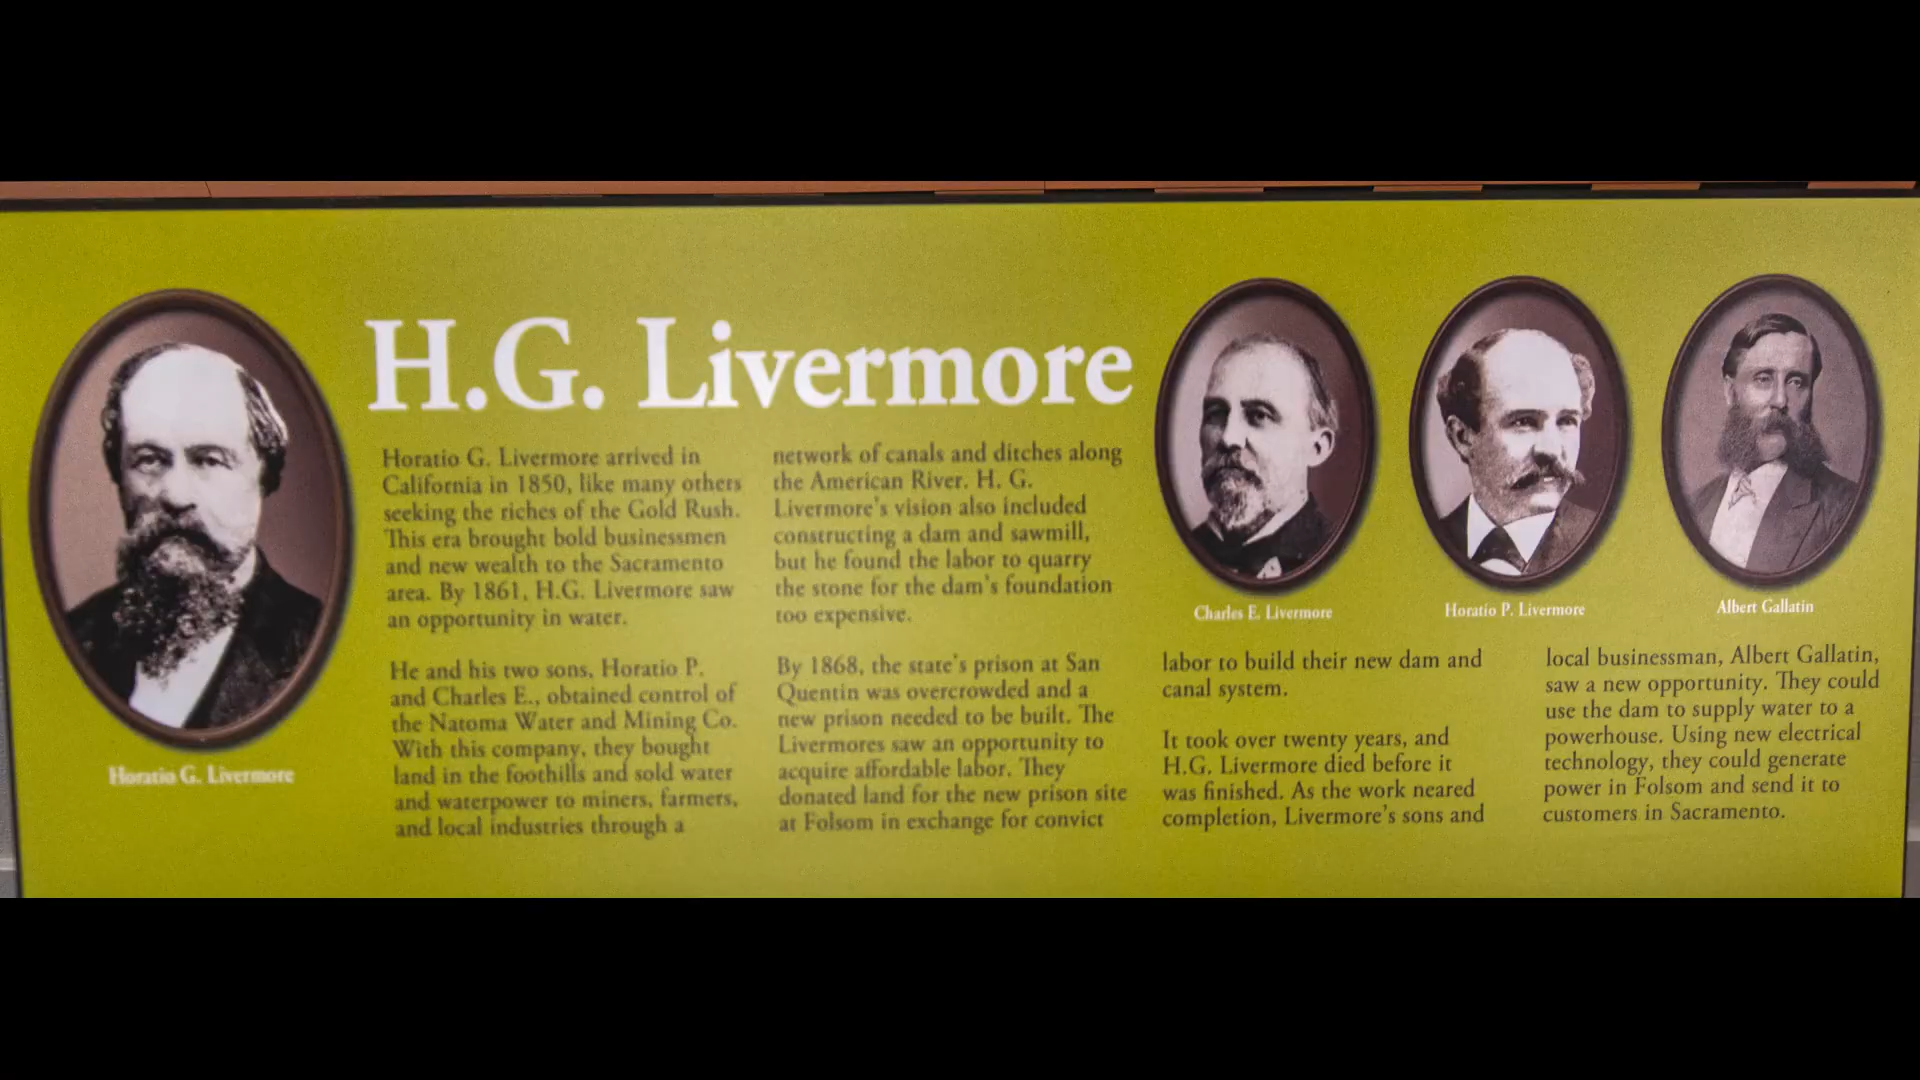 H.G. Livermore
Horatio G. Livermore
Horatio G. Livermore arrived in
California in 1850, like many others
seeking the riches of the Gold Rush.
This era brought bold businessmen
and new wealth to the Sacramento
area. By 1861, H.G. Livermore saw
an opportunity in water.
He and his two sons, Horatio P.
and Charles E., obtained control of
the Natoma Water and Mining Co.
With this company, they bought
land in the foothills and sold water
and waterpower to miners, farmers,
and local industries through a
network of canals and ditches along
the American River. H. G.
Livermore's vision also included
constructing a dam and sawmill,
but he found the labor to quarry
the stone for the dam's foundation
too expensive.
By 1868, the state's prison at San
Quentin was overcrowded and a
new prison needed to be built. The
Livermores saw an opportunity to
acquire affordable labor. They
donated land for the new prison site
at Folsom in exchange for convict
Charles E. Livermore
Horatio P. Livermore
Albert Gallatin
labor to build their new dam and
canal system.
It took over twenty years, and
H.G. Livermore died before it
was finished. As the work neared
completion, Livermore's sons and
local businessman, Albert Gallatin,
saw a new opportunity. They could
use the dam to supply water to a
powerhouse. Using new electrical
technology, they could generate
power in Folsom and send it to
customers in Sacramento.